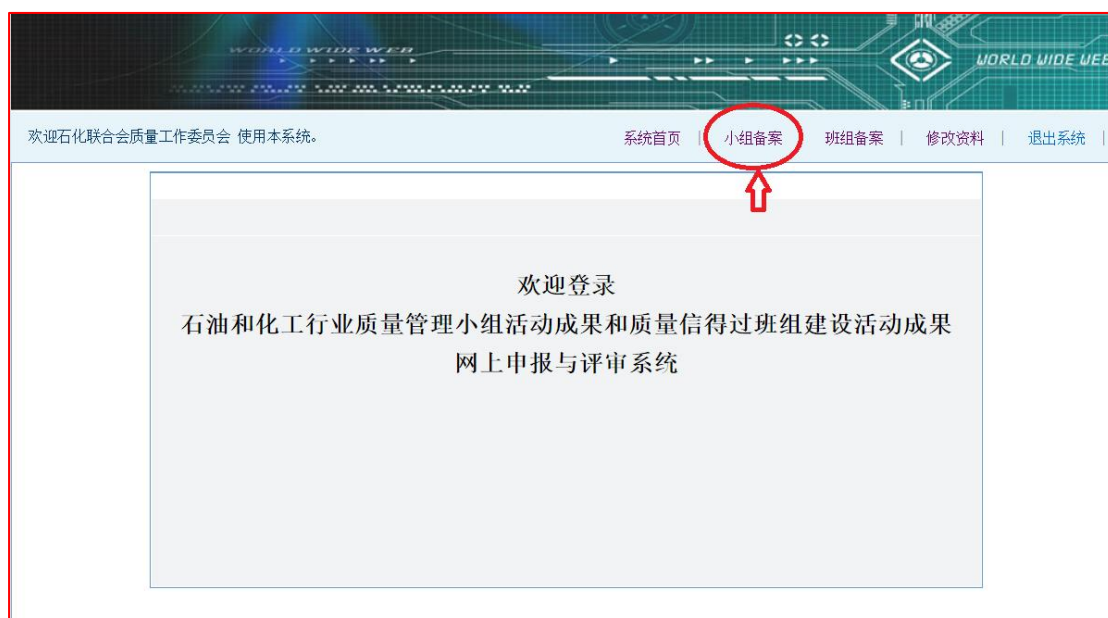 WORLD WIDE WEB
WORLD WIDE WEB
欢迎石化联合会质量工作委员会 使用本系统。
系统首页 | 小组备案 班组备案 | 修改资料 | 退出系统 |
欢迎登录
石油和化工行业质量管理小组活动成果和质量信得过班组建设活动成果
网上申报与评审系统